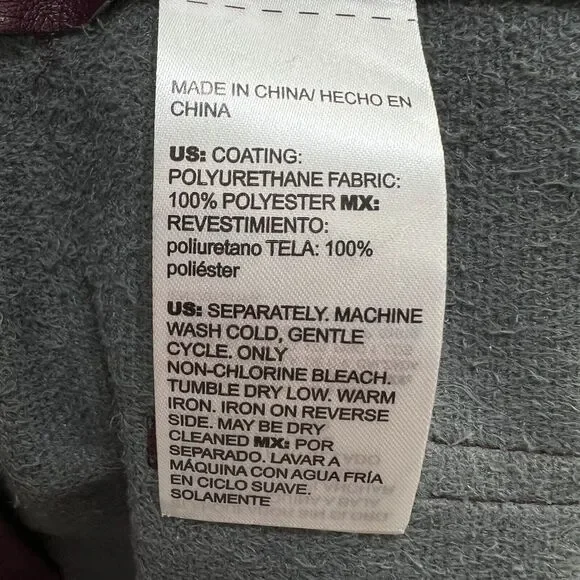 MADE IN CHINA/ HECHO EN
CHINA
US: COATING:
POLYURETHANE FABRIC:
100% POLYESTER MX:
REVESTIMIENTO:
poliuretano TELA: 100%
poliéster
US: SEPARATELY. MACHINE
WASH COLD, GENTLE
CYCLE. ONLY
NON-CHLORINE BLEACH.
TUMBLE DRY LOW. WARM
IRON. IRON ON REVERSE
SIDE. MAY BE DRY
CLEANED MX: POR
SEPARADO. LAVAR A
MÁQUINA CON AGUA FRÍA
EN CICLO SUAVE.
SOLAMENTE